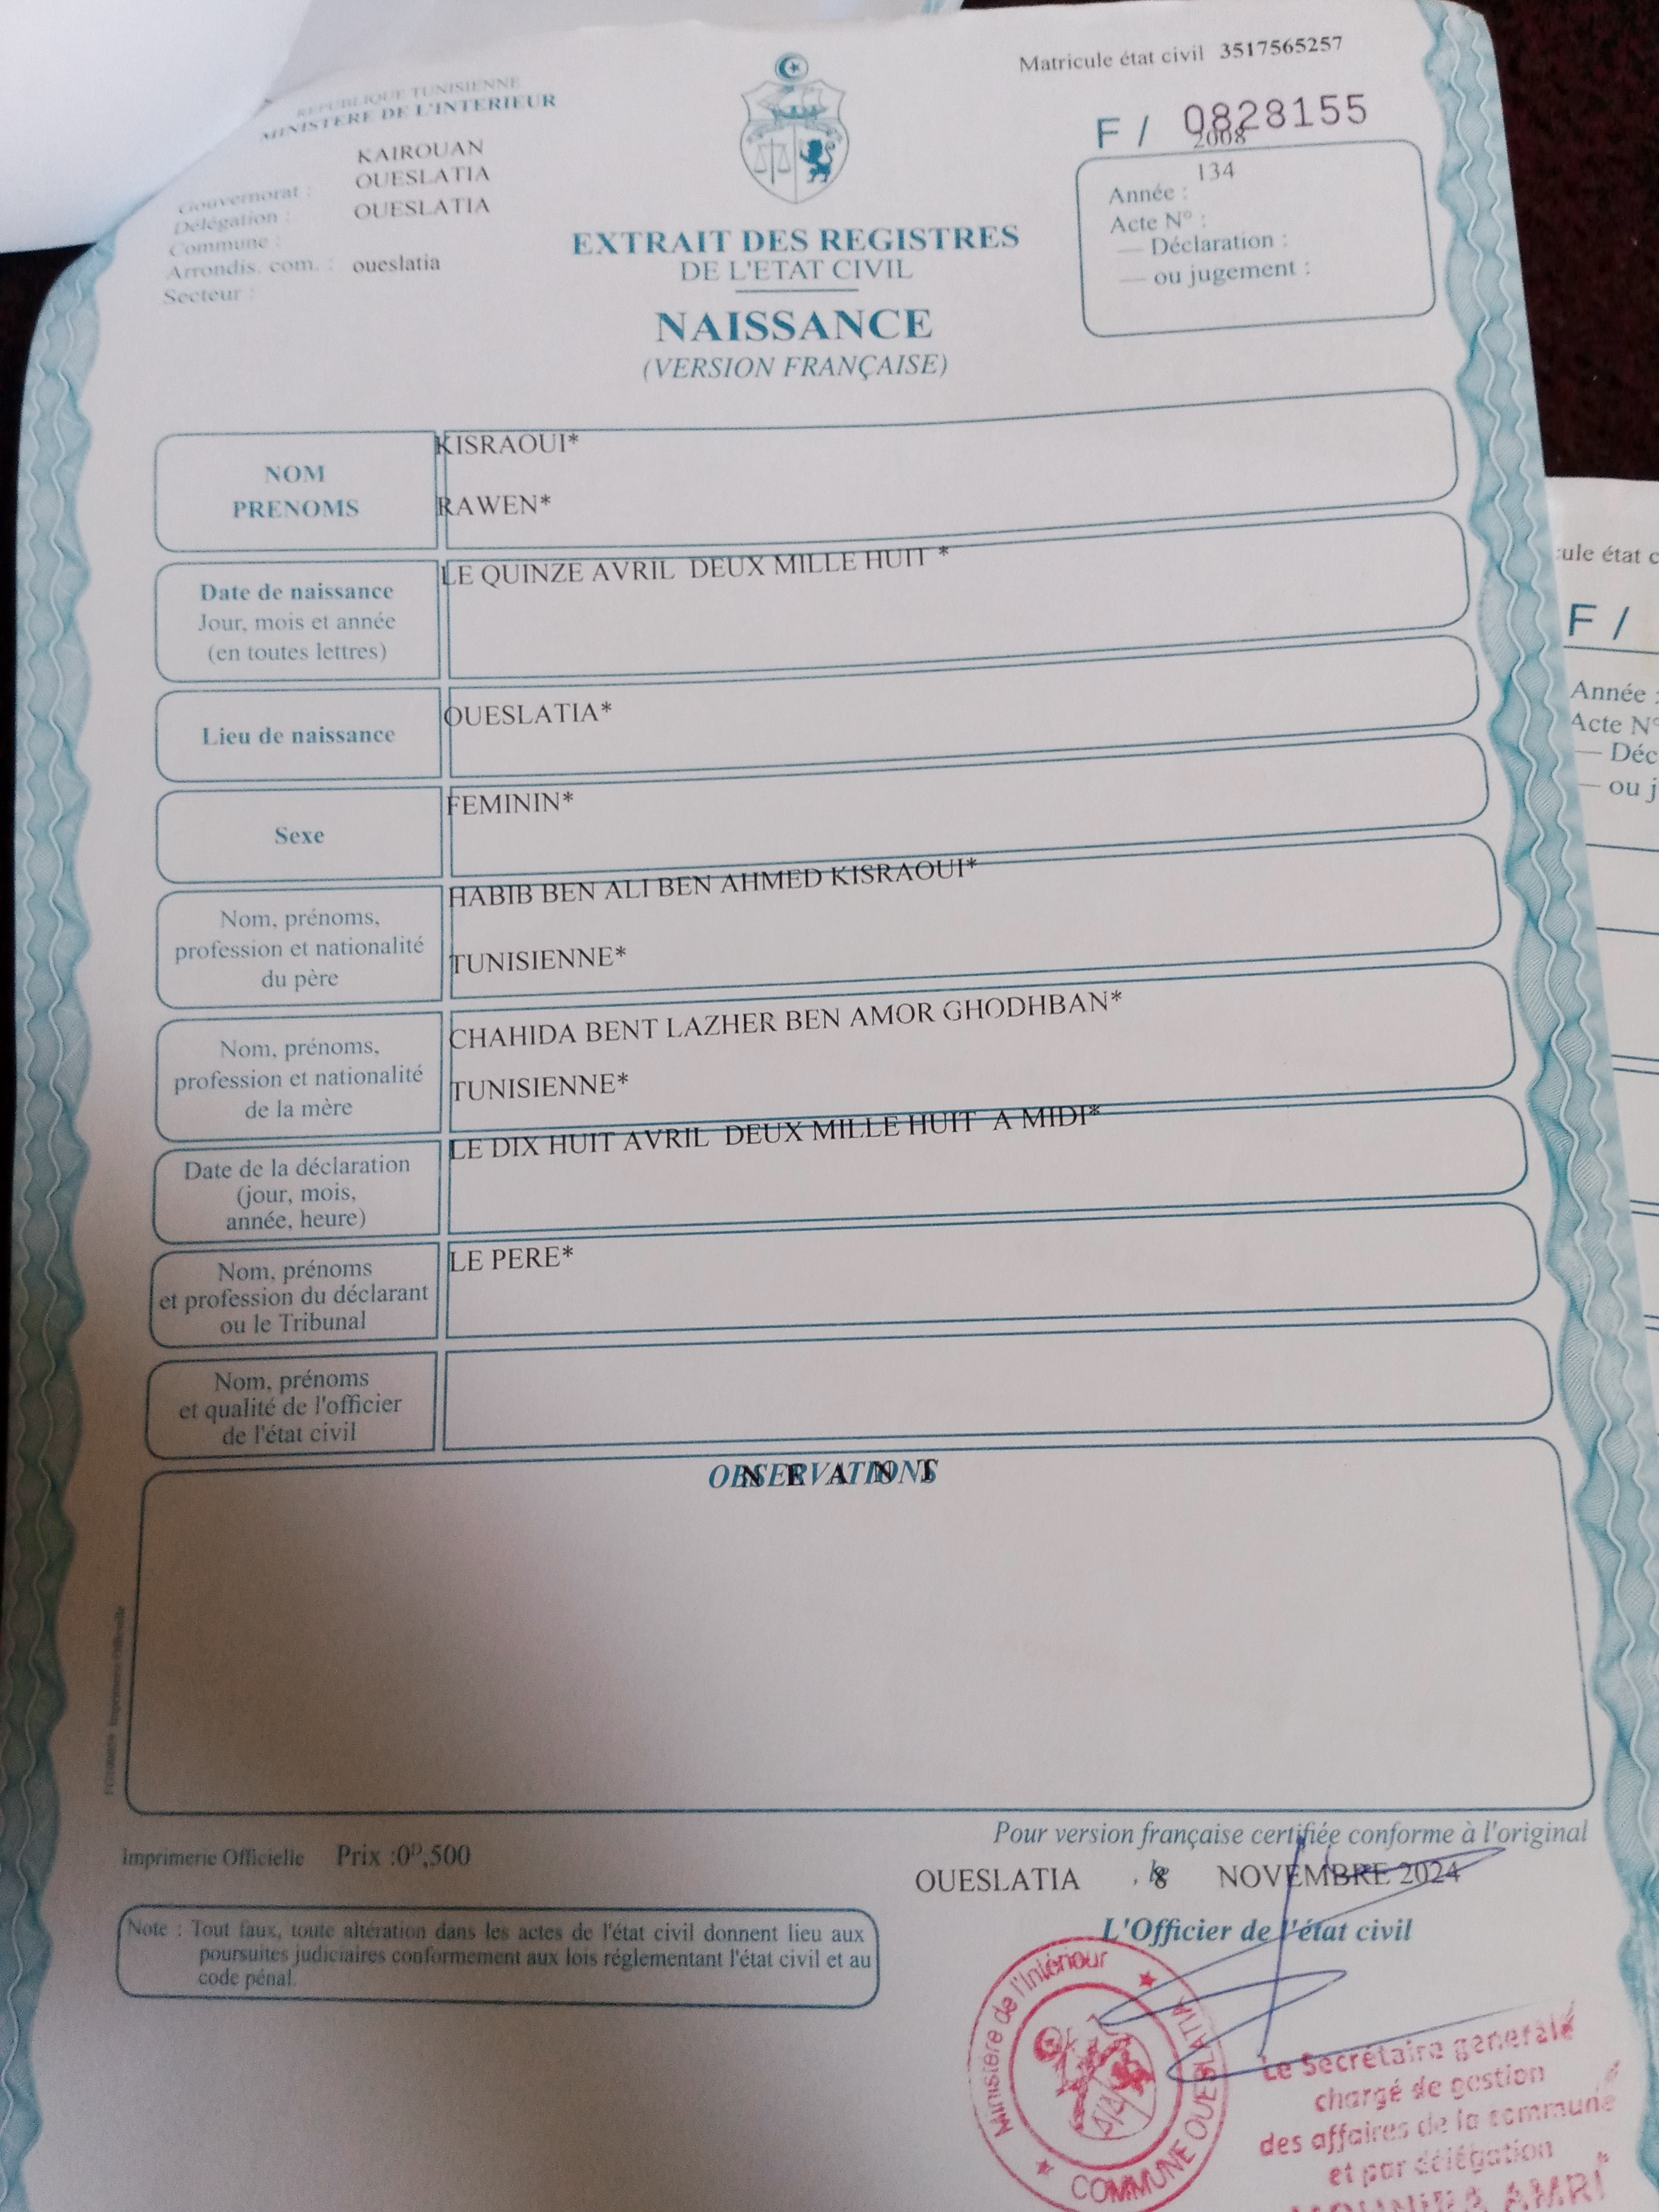 REPUBLIQUE TUNISIENNE
MINISTERE DE L'INTERIEUR
KAIROUAN
OUESLATIA
OUESLATIA
Gouvernorat :
Délégation :
Commune :
Arrondis. com. : oueslatia
Secteur :
EXTRAIT DES REGISTRES
DE L'ETAT CIVIL
NAISSANCE
(VERSION FRANÇAISE)
Matricule état civil 3517565257
F / 0828155
2008
134
Année :
Acte N° :
— Déclaration :
— ou jugement :
NOM
PRENOMS
KISRAOUI*
RAWEN*
Date de naissance
Jour, mois et année
(en toutes lettres)
LE QUINZE AVRIL DEUX MILLE HUIT *
Lieu de naissance
OUESLATIA*
Sexe
FEMININ*
Nom, prénoms,
profession et nationalité
du père
HABIB BEN ALI BEN AHMED KISRAOUI*
TUNISIENNE*
Nom, prénoms,
profession et nationalité
de la mère
CHAHIDA BENT LAZHER BEN AMOR GHODHBAN*
TUNISIENNE*
Date de la déclaration
(jour, mois,
année, heure)
LE DIX HUIT AVRIL DEUX MILLE HUIT A MIDI*
Nom, prénoms
et profession du déclarant
ou le Tribunal
LE PERE*
Nom, prénoms
et qualité de l'officier
de l'état civil
OBSERVATIONS
N E A N T
Imprimerie Officielle Prix :0ᴰ,500
Pour version française certifiée conforme à l'original
OUESLATIA , le 8 NOVEMBRE 2024
L'Officier de l'état civil
Note : Tout faux, toute altération dans les actes de l'état civil donnent lieu aux
poursuites judiciaires conformement aux lois réglementant l'état civil et au
code pénal.
Ministère de l'Intérieur
COMMUNE OUESLATIA
Le Secrétaire generale
chargé de gestion
des affaires de la commune
et par délégation
AMRI
F /
Année :
Acte N°